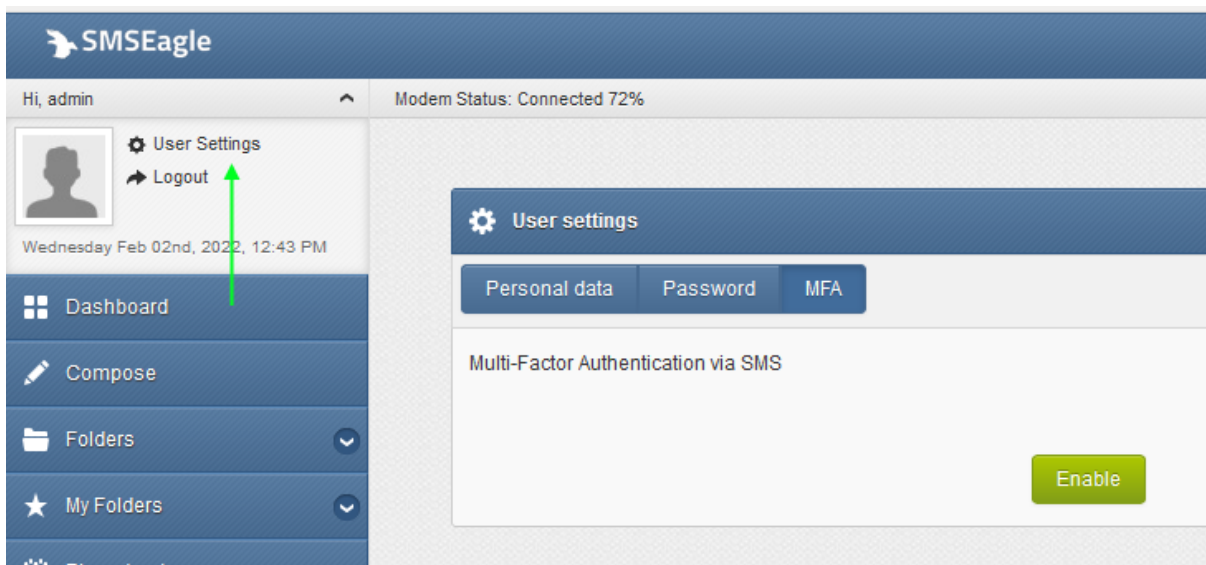 SMSEagle
Hi, admin
Modem Status: Connected 72%
User Settings
Logout
Wednesday Feb 02nd, 2022, 12:43 PM
Dashboard
Compose
Folders
My Folders
User settings
Personal data Password MFA
Multi-Factor Authentication via SMS
Enable